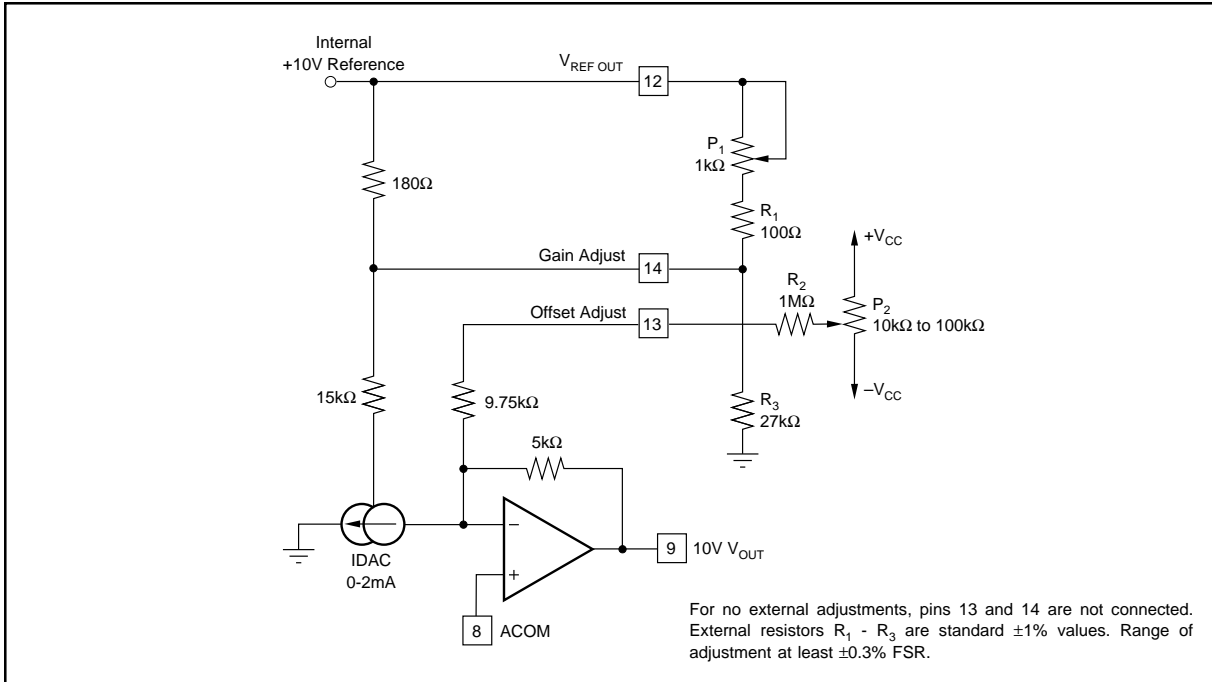 Internal
+10V Reference
V_REF OUT
12
P1
1kΩ
180Ω
R1
100Ω
+VCC
Gain Adjust
14
R2
1MΩ
P2
10kΩ to 100kΩ
Offset Adjust
13
–VCC
15kΩ
9.75kΩ
R3
27kΩ
5kΩ
–
+
9
10V VOUT
IDAC
0-2mA
8
ACOM
For no external adjustments, pins 13 and 14 are not connected.
External resistors R1 - R3 are standard ±1% values. Range of
adjustment at least ±0.3% FSR.